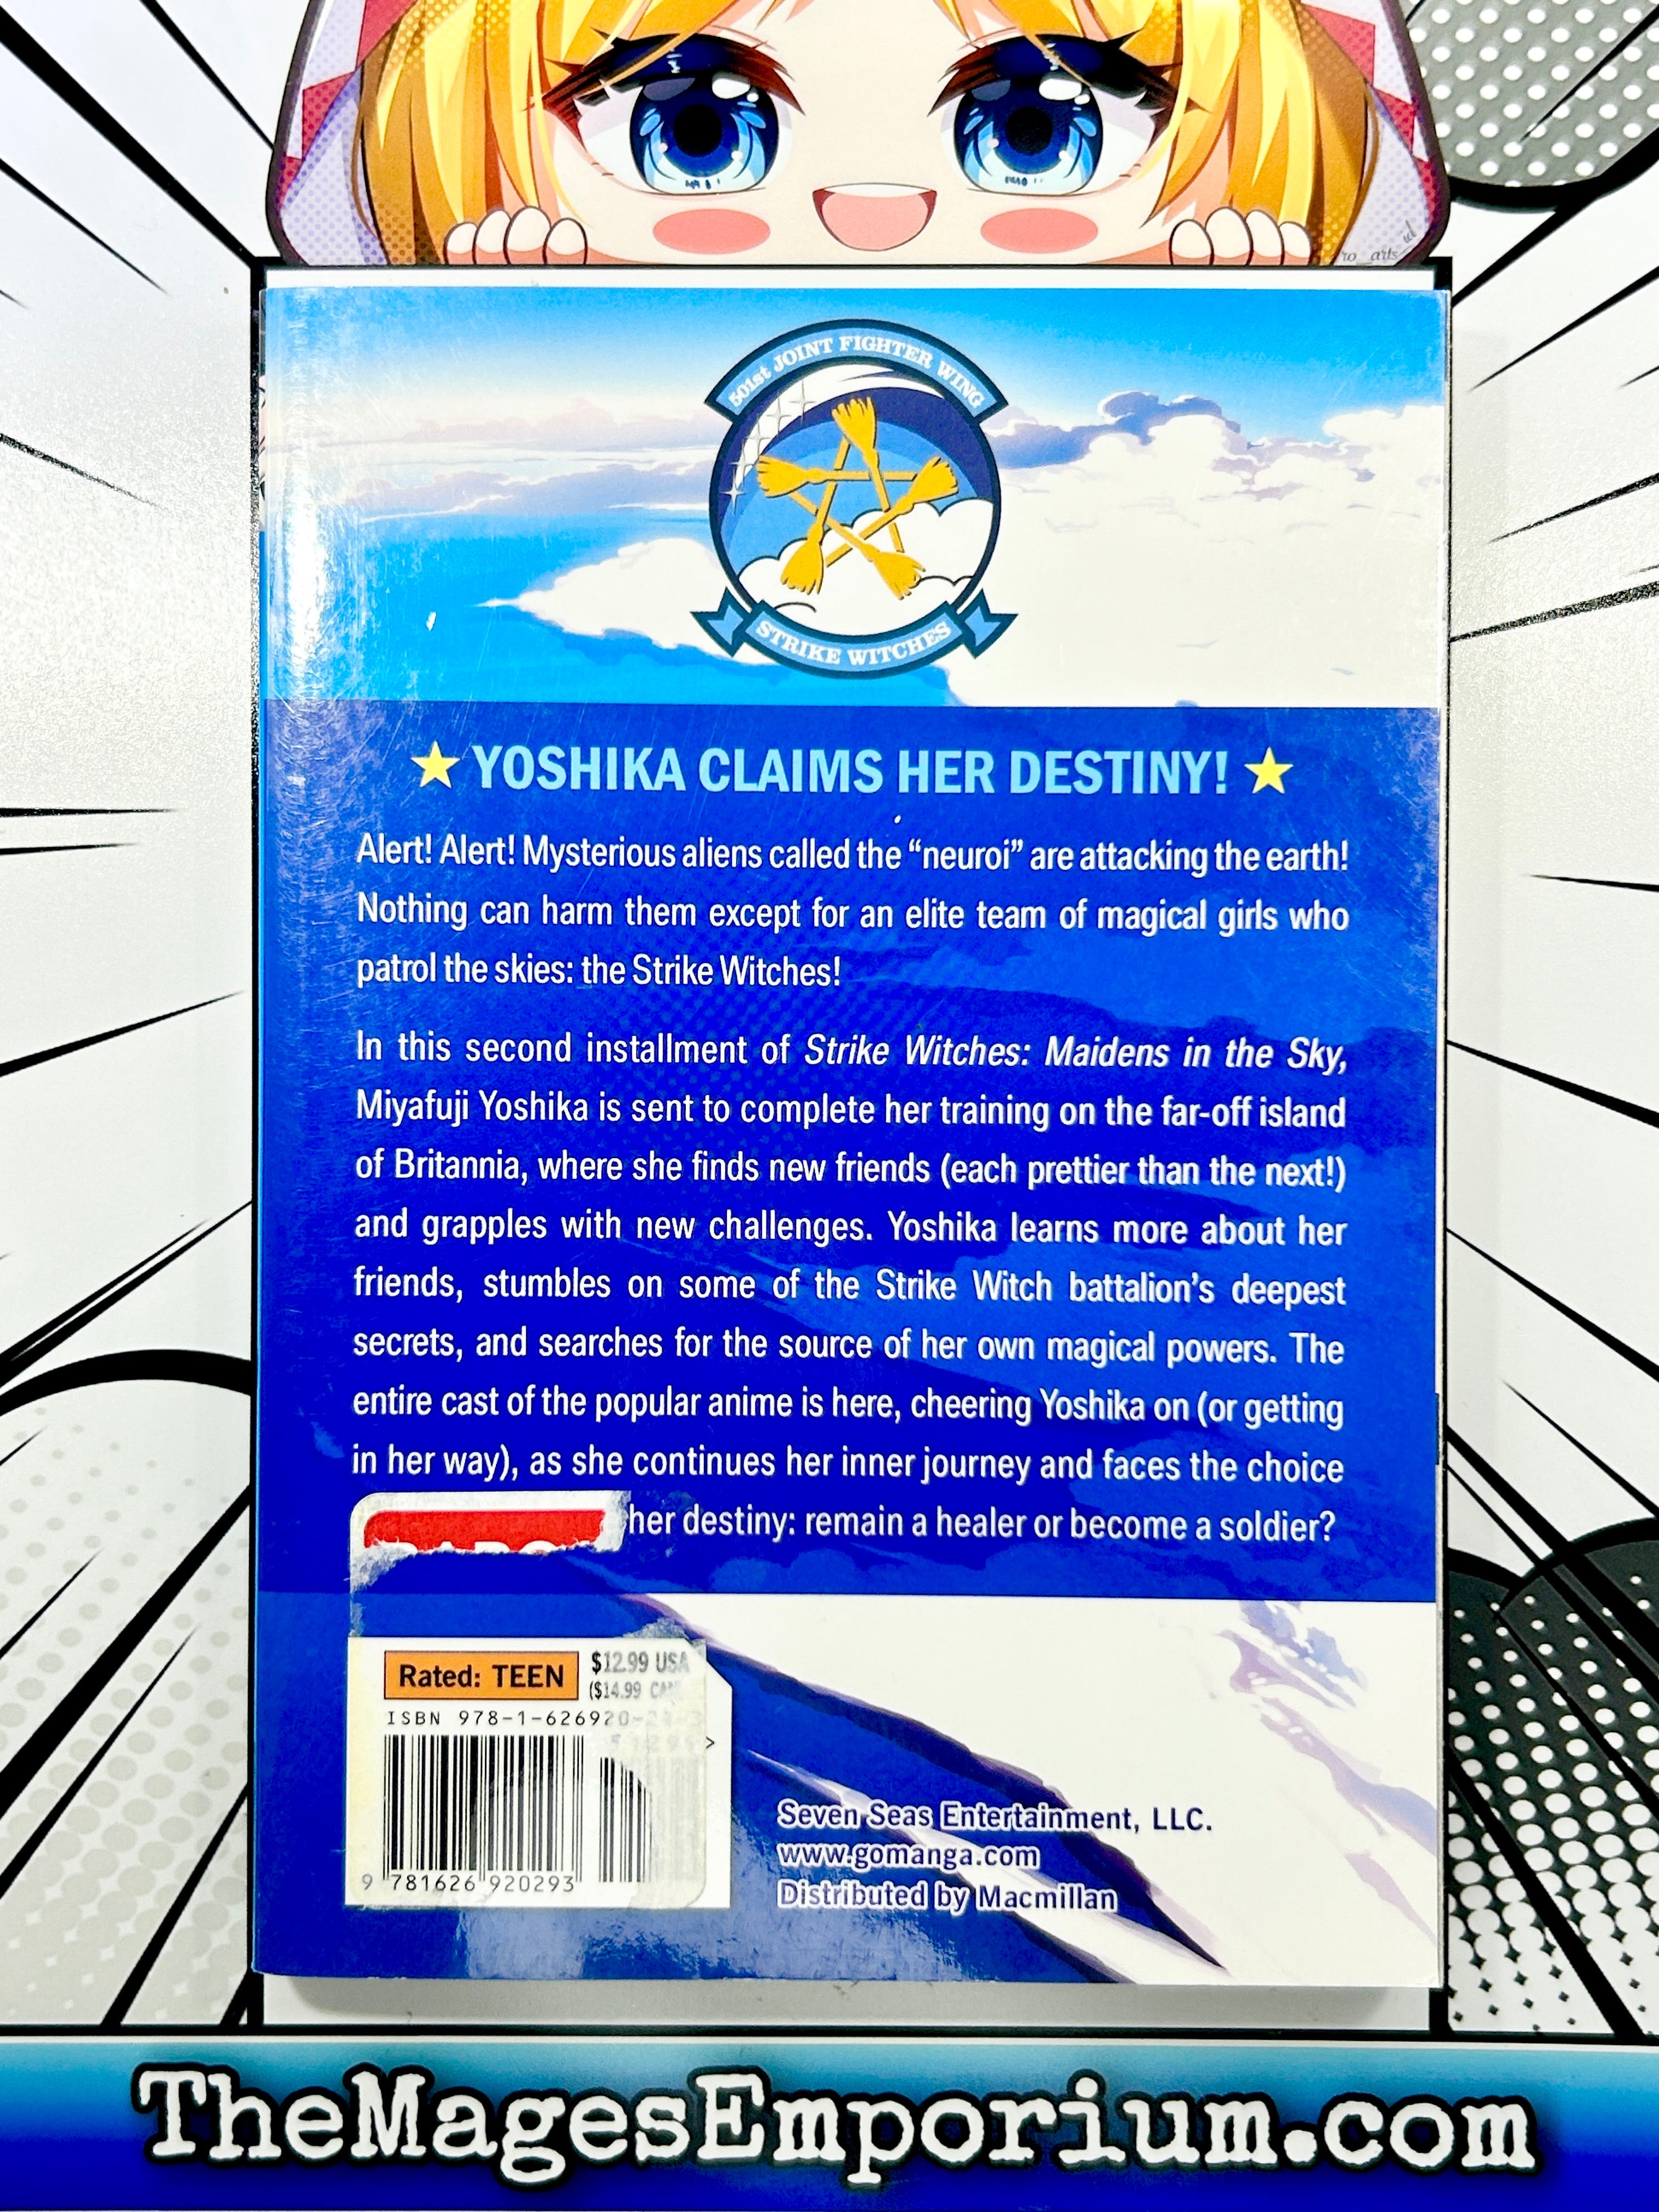 ro_arts_id
501st JOINT FIGHTER WING
STRIKE WITCHES
YOSHIKA CLAIMS HER DESTINY!
Alert! Alert! Mysterious aliens called the “neuroi” are attacking the earth!
Nothing can harm them except for an elite team of magical girls who
patrol the skies: the Strike Witches!
In this second installment of Strike Witches: Maidens in the Sky,
Miyafuji Yoshika is sent to complete her training on the far-off island
of Britannia, where she finds new friends (each prettier than the next!)
and grapples with new challenges. Yoshika learns more about her
friends, stumbles on some of the Strike Witch battalion’s deepest
secrets, and searches for the source of her own magical powers. The
entire cast of the popular anime is here, cheering Yoshika on (or getting
in her way), as she continues her inner journey and faces the choice
her destiny: remain a healer or become a soldier?
Rated: TEEN
$12.99 USA
($14.99 CAN
ISBN 978-1-626920-
9 781626 920293
>
Seven Seas Entertainment, LLC.
www.gomanga.com
Distributed by Macmillan
TheMagesEmporium.com